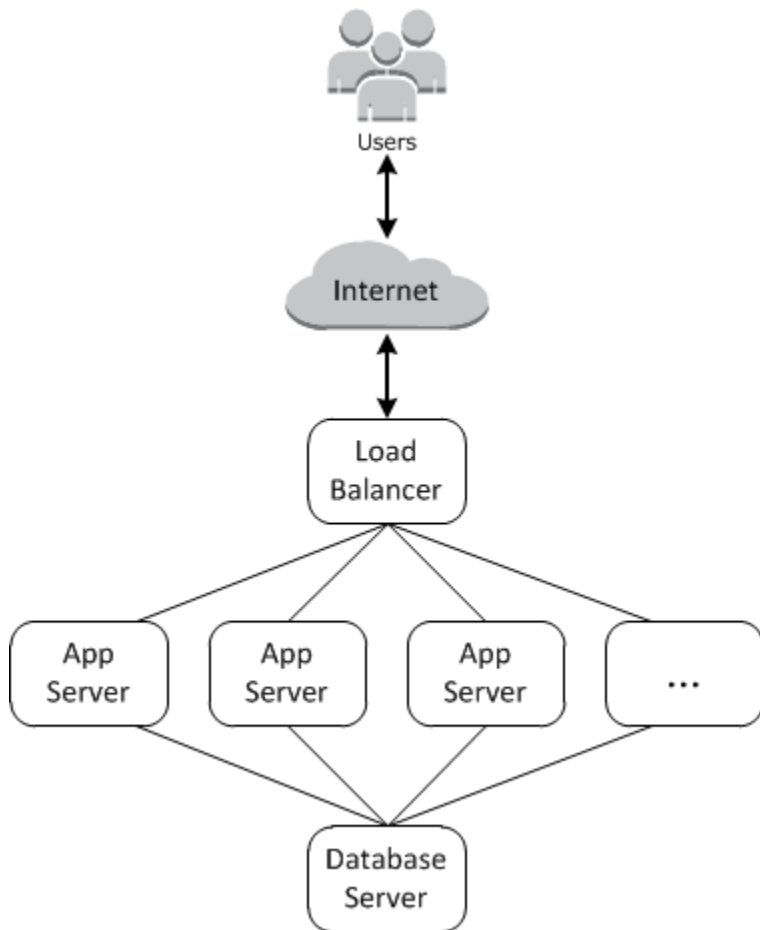 Users
Internet
Load
Balancer
App
Server
App
Server
App
Server
...
Database
Server